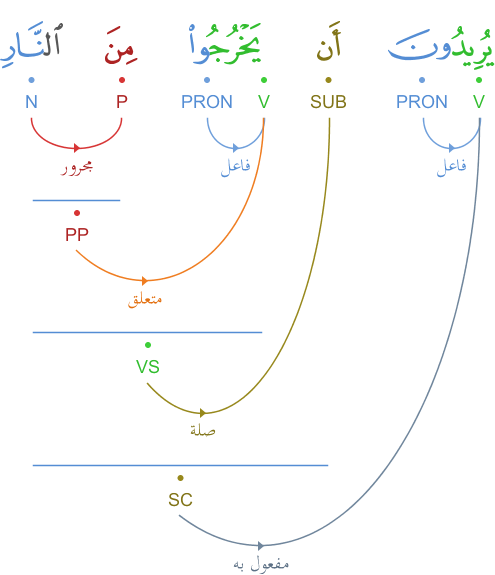 يُرِيدُونَ أَن يَخْرُجُوا۟ مِنَ ٱلنَّارِ
V PRON SUB V PRON P N
فاعل فاعل مجرور
PP
متعلق
VS
صلة
SC
مفعول به